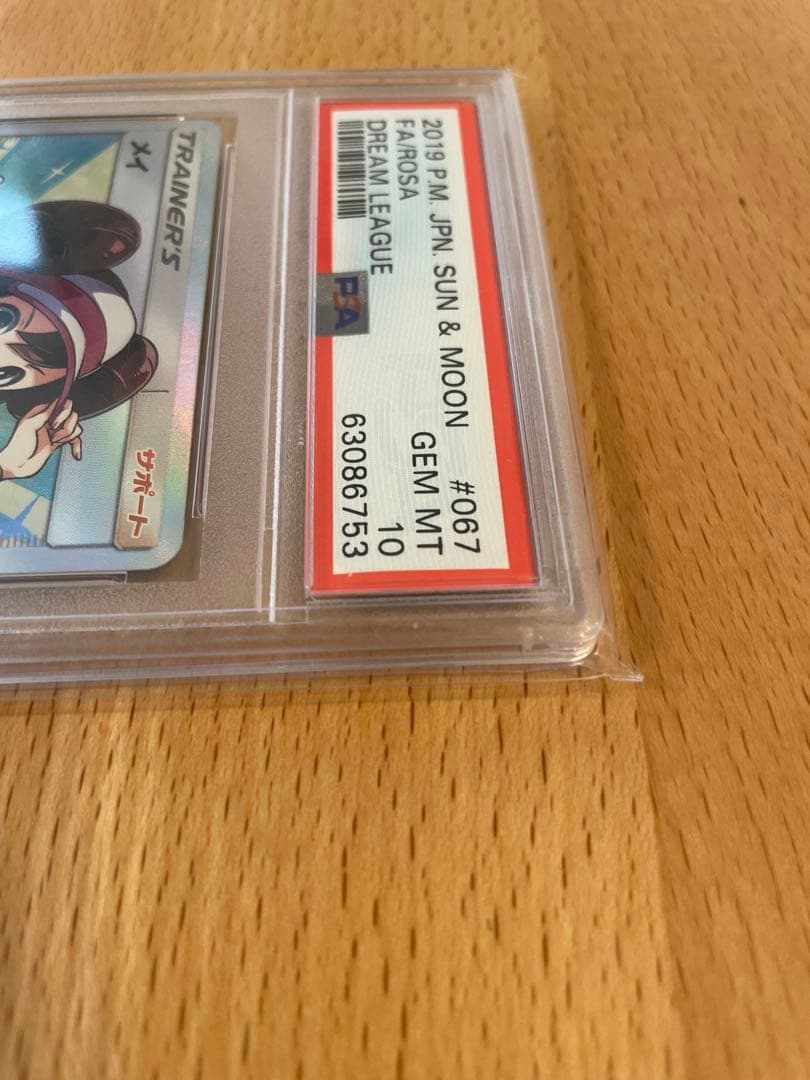 2019 P.M. JPN. SUN & MOON #067
FA/ROSA GEM MT
DREAM LEAGUE 10
PSA 63086753
TRAINER'S
メイ
サポート